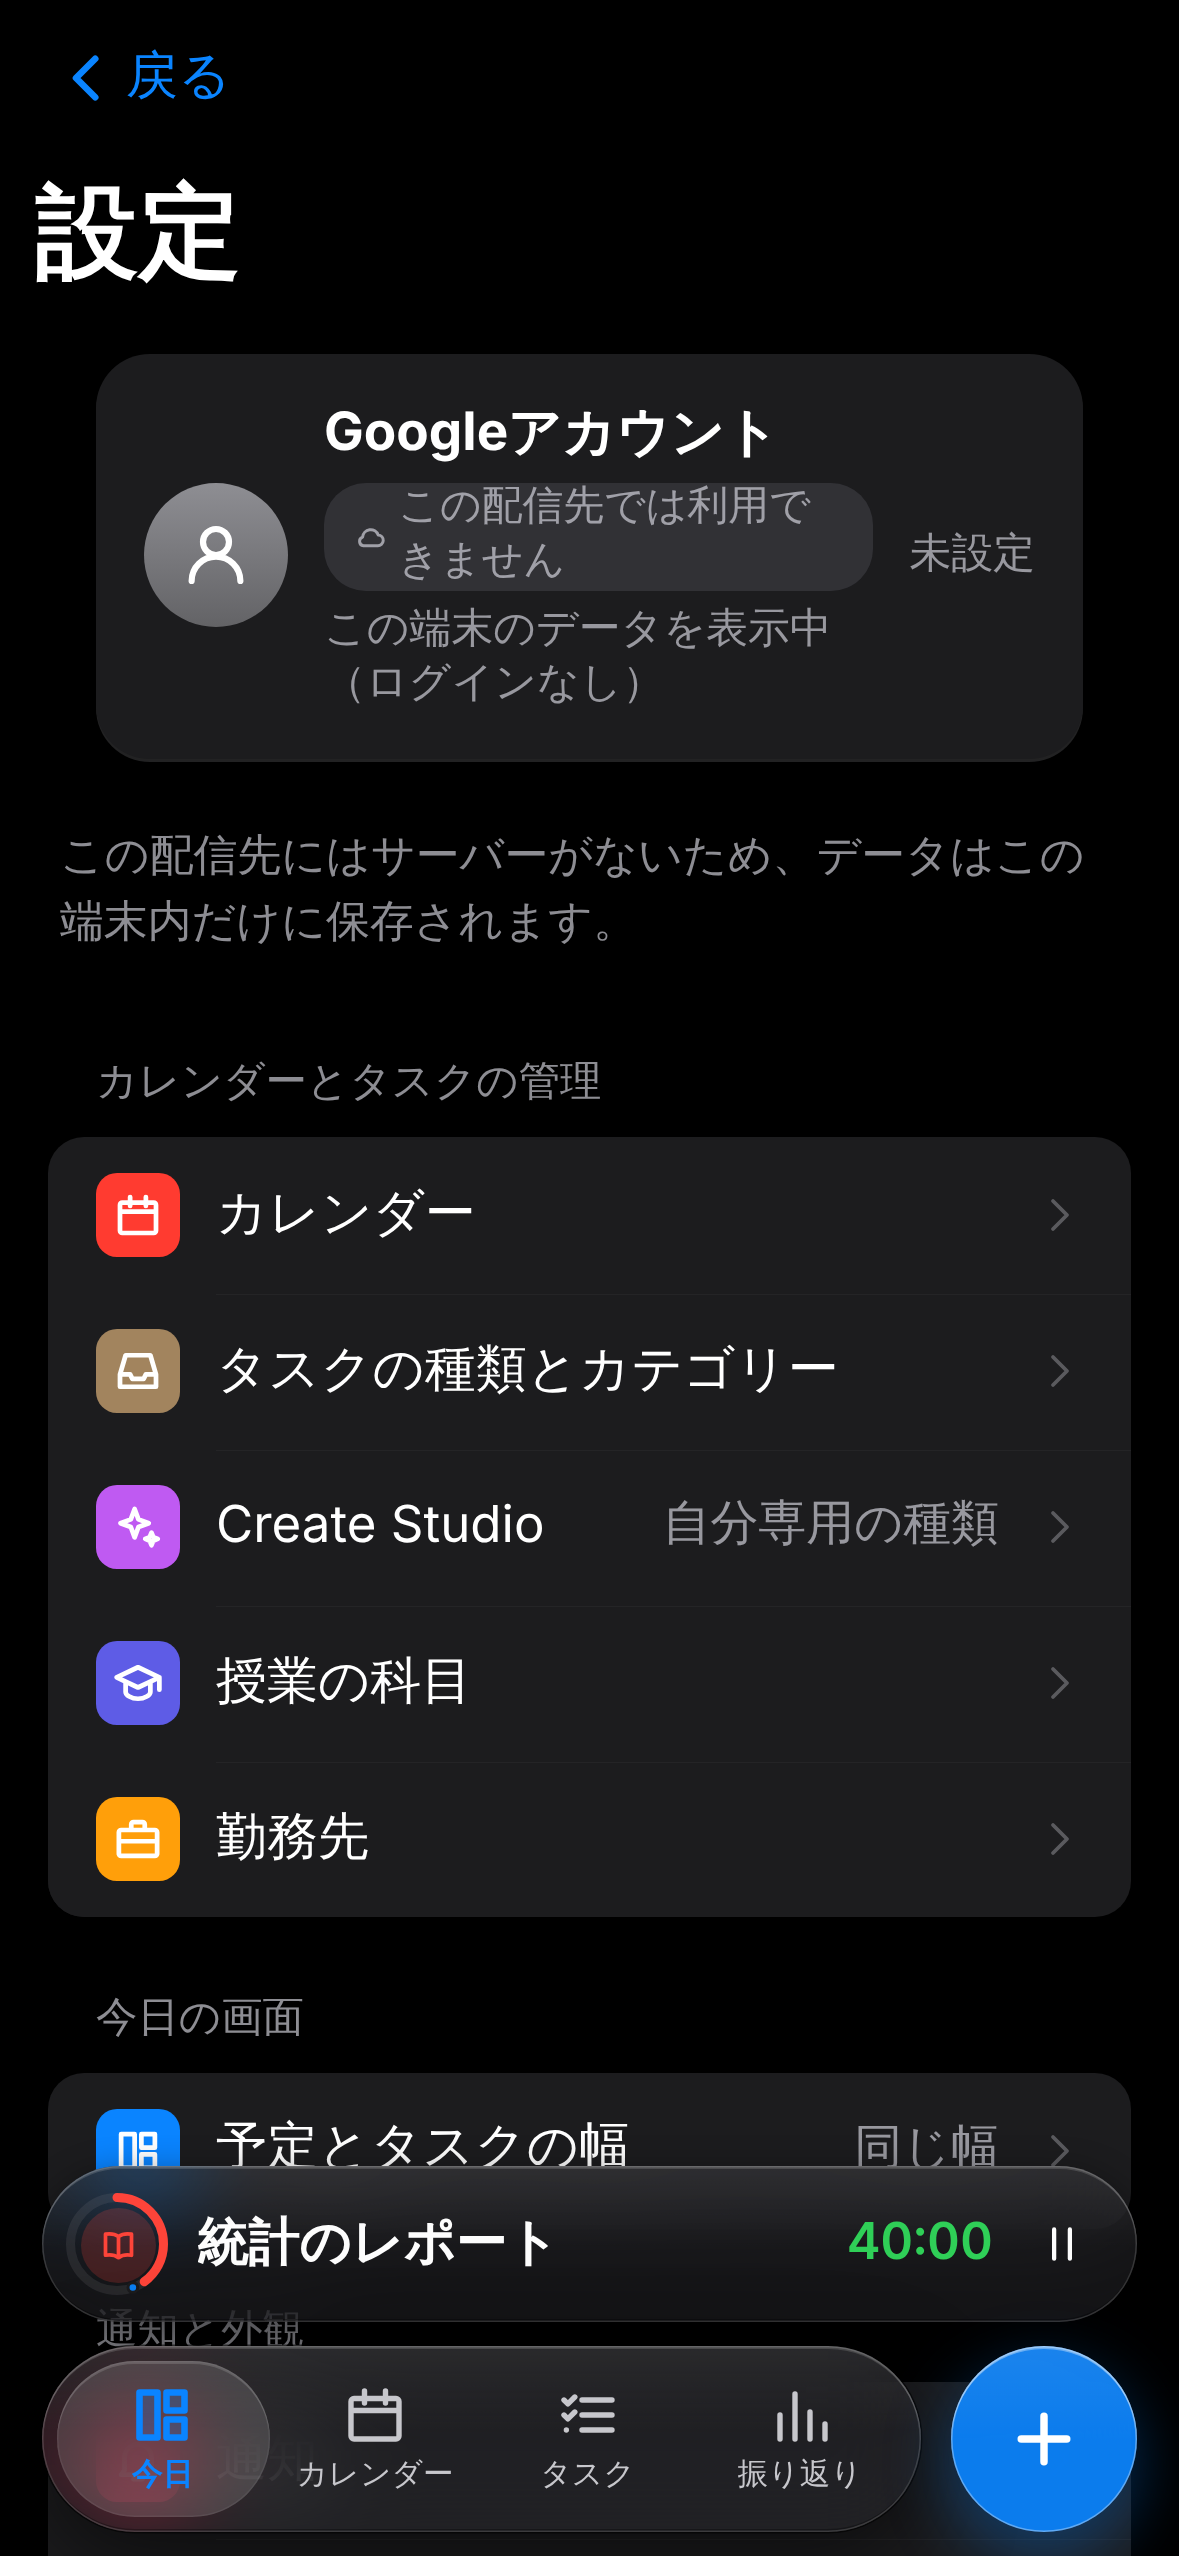 戻る
設定
Googleアカウント
この配信先では利用で
きません
未設定
この端末のデータを表示中
（ログインなし）
この配信先にはサーバーがないため、データはこの
端末内だけに保存されます。
カレンダーとタスクの管理
カレンダー
タスクの種類とカテゴリー
Create Studio 自分専用の種類
授業の科目
勤務先
今日の画面
予定とタスクの幅 同じ幅
統計のレポート 40:00
通知と外観
通知
今日 カレンダー タスク 振り返り